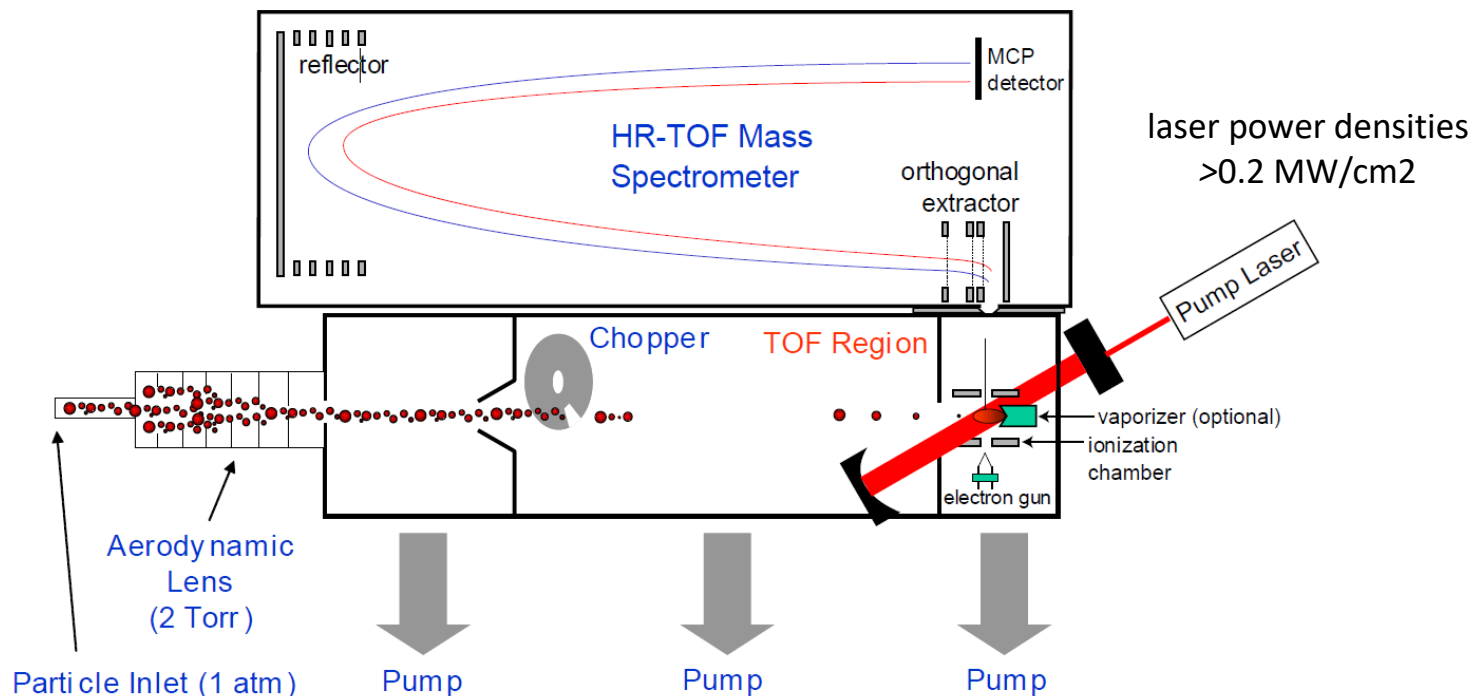 reflector
MCP
detector
HR-TOF Mass
Spectrometer
orthogonal
extractor
laser power densities
>0.2 MW/cm2
Pump Laser
Chopper
TOF Region
vaporizer (optional)
ionization
chamber
electron gun
Aerodynamic
Lens
(2 Torr)
Particle Inlet (1 atm)
Pump
Pump
Pump